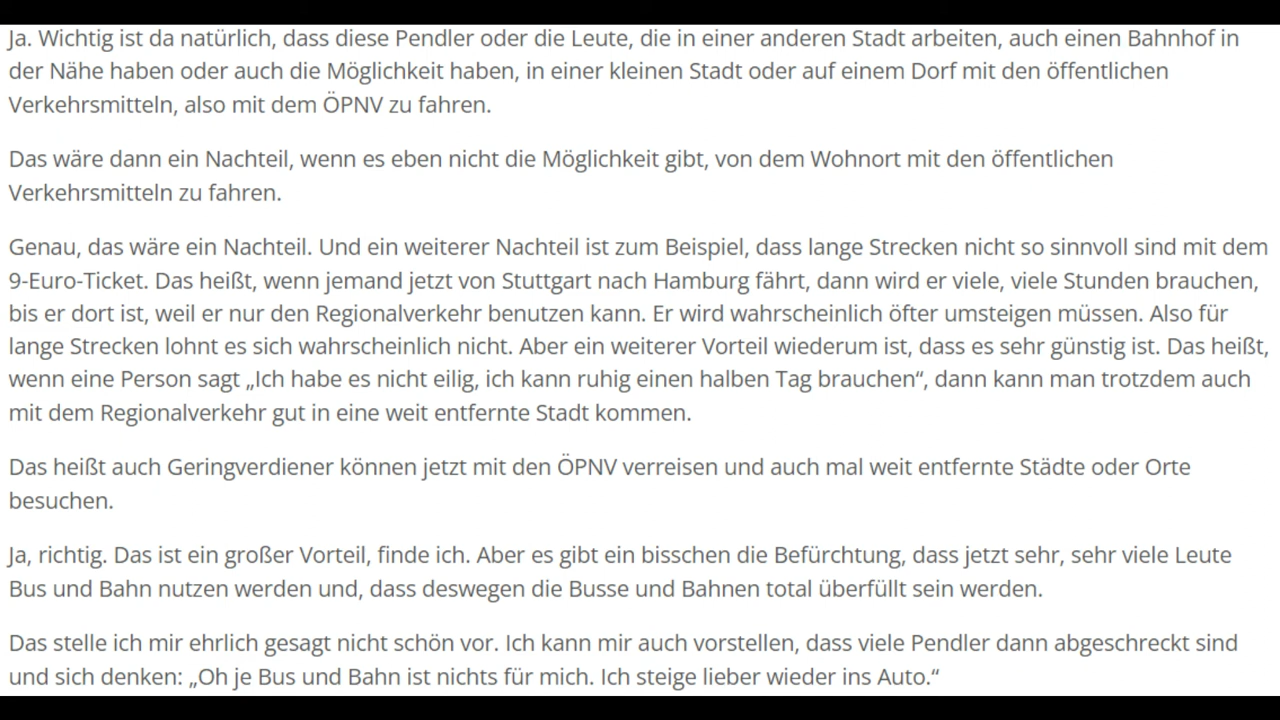 Ja. Wichtig ist da natürlich, dass diese Pendler oder die Leute, die in einer anderen Stadt arbeiten, auch einen Bahnhof in
der Nähe haben oder auch die Möglichkeit haben, in einer kleinen Stadt oder auf einem Dorf mit den öffentlichen
Verkehrsmitteln, also mit dem ÖPNV zu fahren.
Das wäre dann ein Nachteil, wenn es eben nicht die Möglichkeit gibt, von dem Wohnort mit den öffentlichen
Verkehrsmitteln zu fahren.
Genau, das wäre ein Nachteil. Und ein weiterer Nachteil ist zum Beispiel, dass lange Strecken nicht so sinnvoll sind mit dem
9-Euro-Ticket. Das heißt, wenn jemand jetzt von Stuttgart nach Hamburg fährt, dann wird er viele, viele Stunden brauchen,
bis er dort ist, weil er nur den Regionalverkehr benutzen kann. Er wird wahrscheinlich öfter umsteigen müssen. Also für
lange Strecken lohnt es sich wahrscheinlich nicht. Aber ein weiterer Vorteil wiederum ist, dass es sehr günstig ist. Das heißt,
wenn eine Person sagt „Ich habe es nicht eilig, ich kann ruhig einen halben Tag brauchen“, dann kann man trotzdem auch
mit dem Regionalverkehr gut in eine weit entfernte Stadt kommen.
Das heißt auch Geringverdiener können jetzt mit den ÖPNV verreisen und auch mal weit entfernte Städte oder Orte
besuchen.
Ja, richtig. Das ist ein großer Vorteil, finde ich. Aber es gibt ein bisschen die Befürchtung, dass jetzt sehr, sehr viele Leute
Bus und Bahn nutzen werden und, dass deswegen die Busse und Bahnen total überfüllt sein werden.
Das stelle ich mir ehrlich gesagt nicht schön vor. Ich kann mir auch vorstellen, dass viele Pendler dann abgeschreckt sind
und sich denken: „Oh je Bus und Bahn ist nichts für mich. Ich steige lieber wieder ins Auto.“